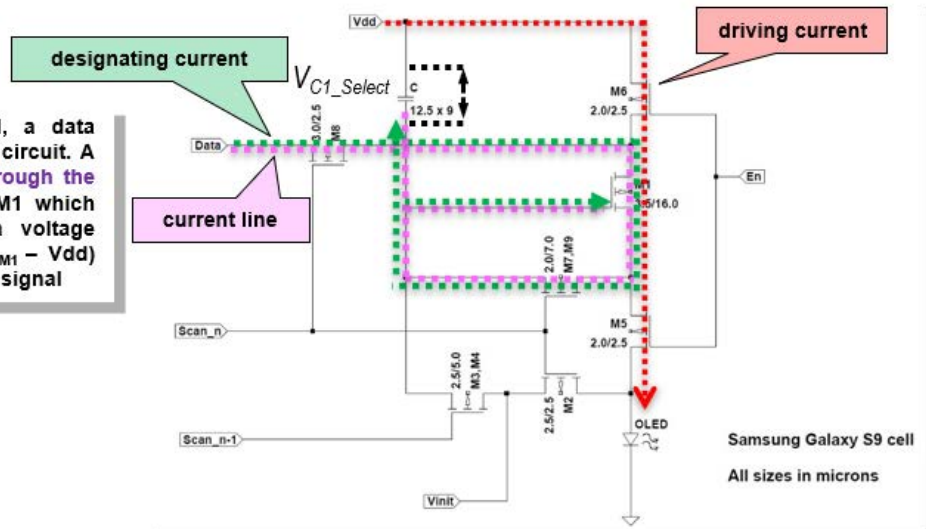 designating current
driving current
current line
l, a data
circuit. A
rough the
M1 which
a voltage
M1 – Vdd)
signal
Vdd
VC1_Select
C
12.5 x 9
M6
2.0/2.5
3.0/2.5
M8
Data
En
M1
/16.0
2.0/7.0
M7,M9
Scan_n
M5
2.0/2.5
2.5/5.0
M3,M4
2.5/2.5
M2
OLED
Scan_n-1
Vinit
Samsung Galaxy S9 cell
All sizes in microns